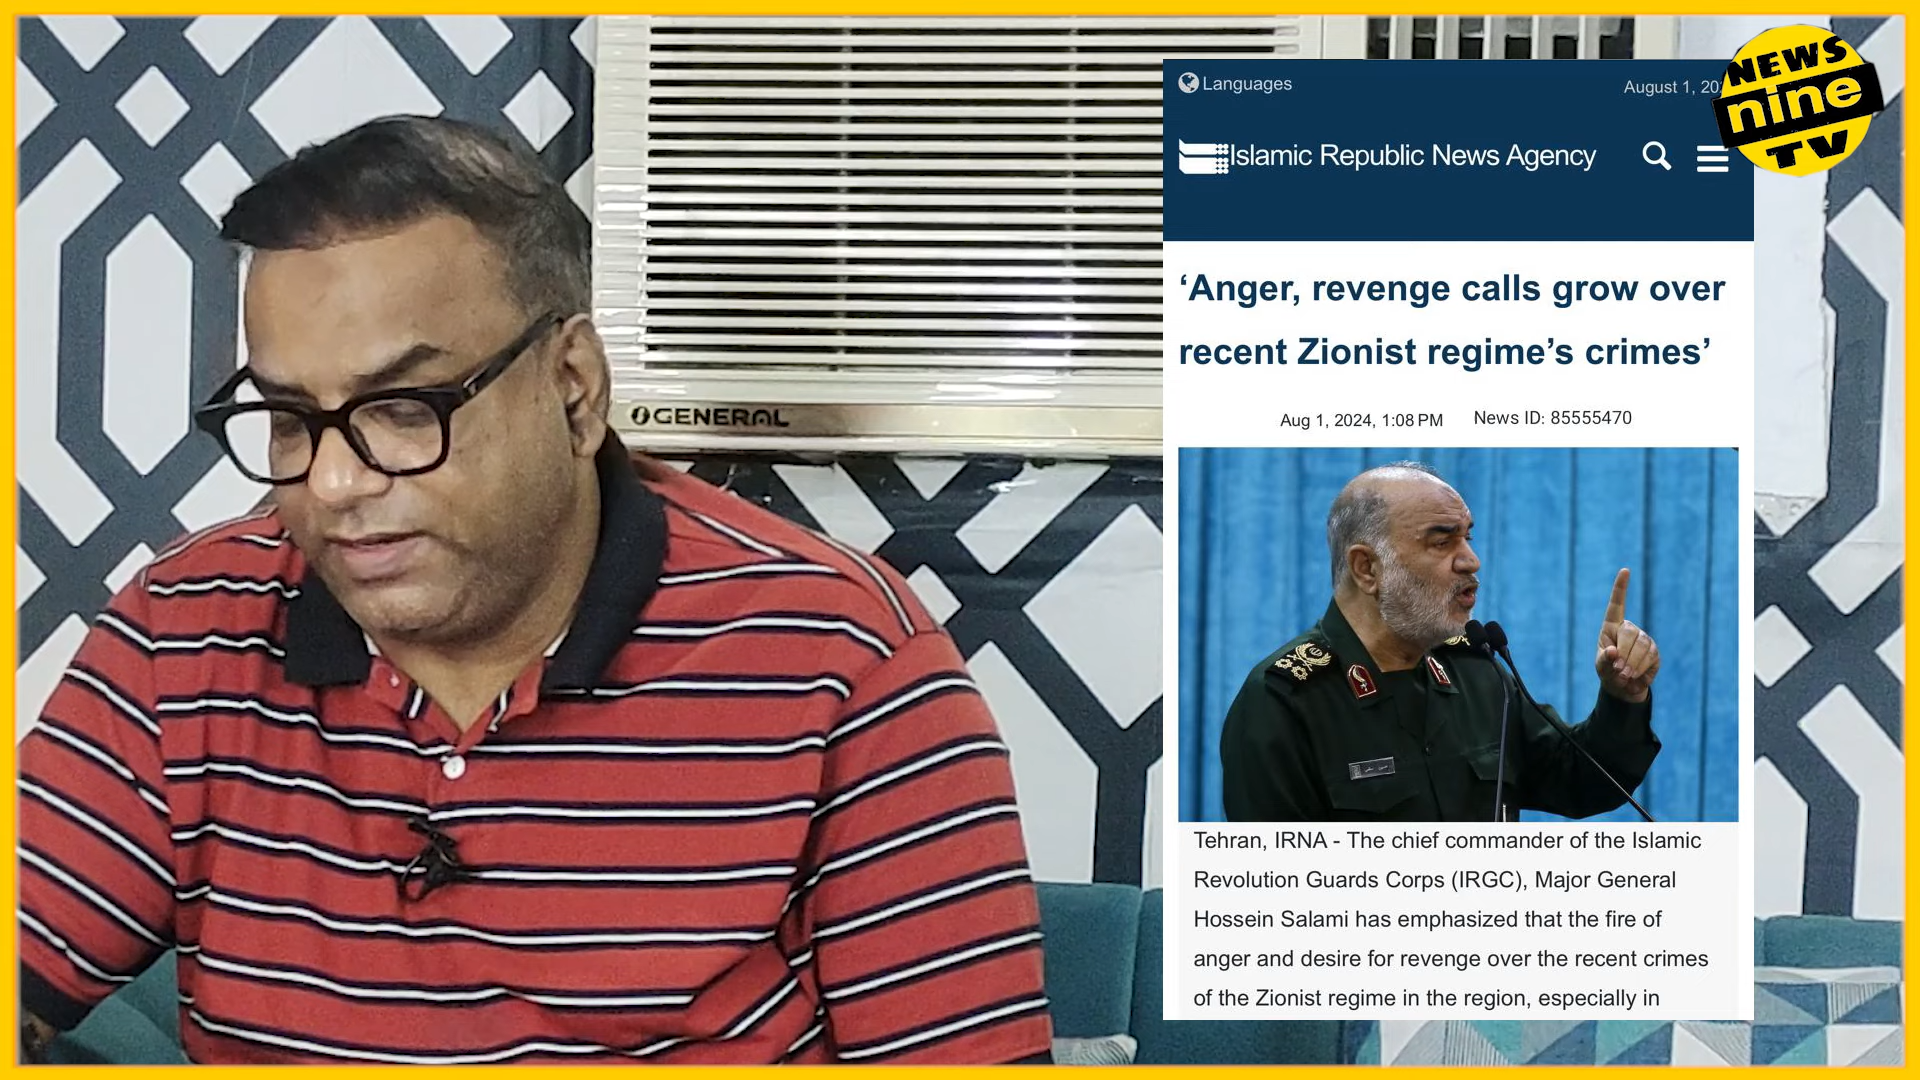 Languages
August 1, 20
NEWS
nine
TV
Islamic Republic News Agency
‘Anger, revenge calls grow over
recent Zionist regime’s crimes’
Aug 1, 2024, 1:08 PM News ID: 85555470
OGENERAL
Tehran, IRNA - The chief commander of the Islamic
Revolution Guards Corps (IRGC), Major General
Hossein Salami has emphasized that the fire of
anger and desire for revenge over the recent crimes
of the Zionist regime in the region, especially in